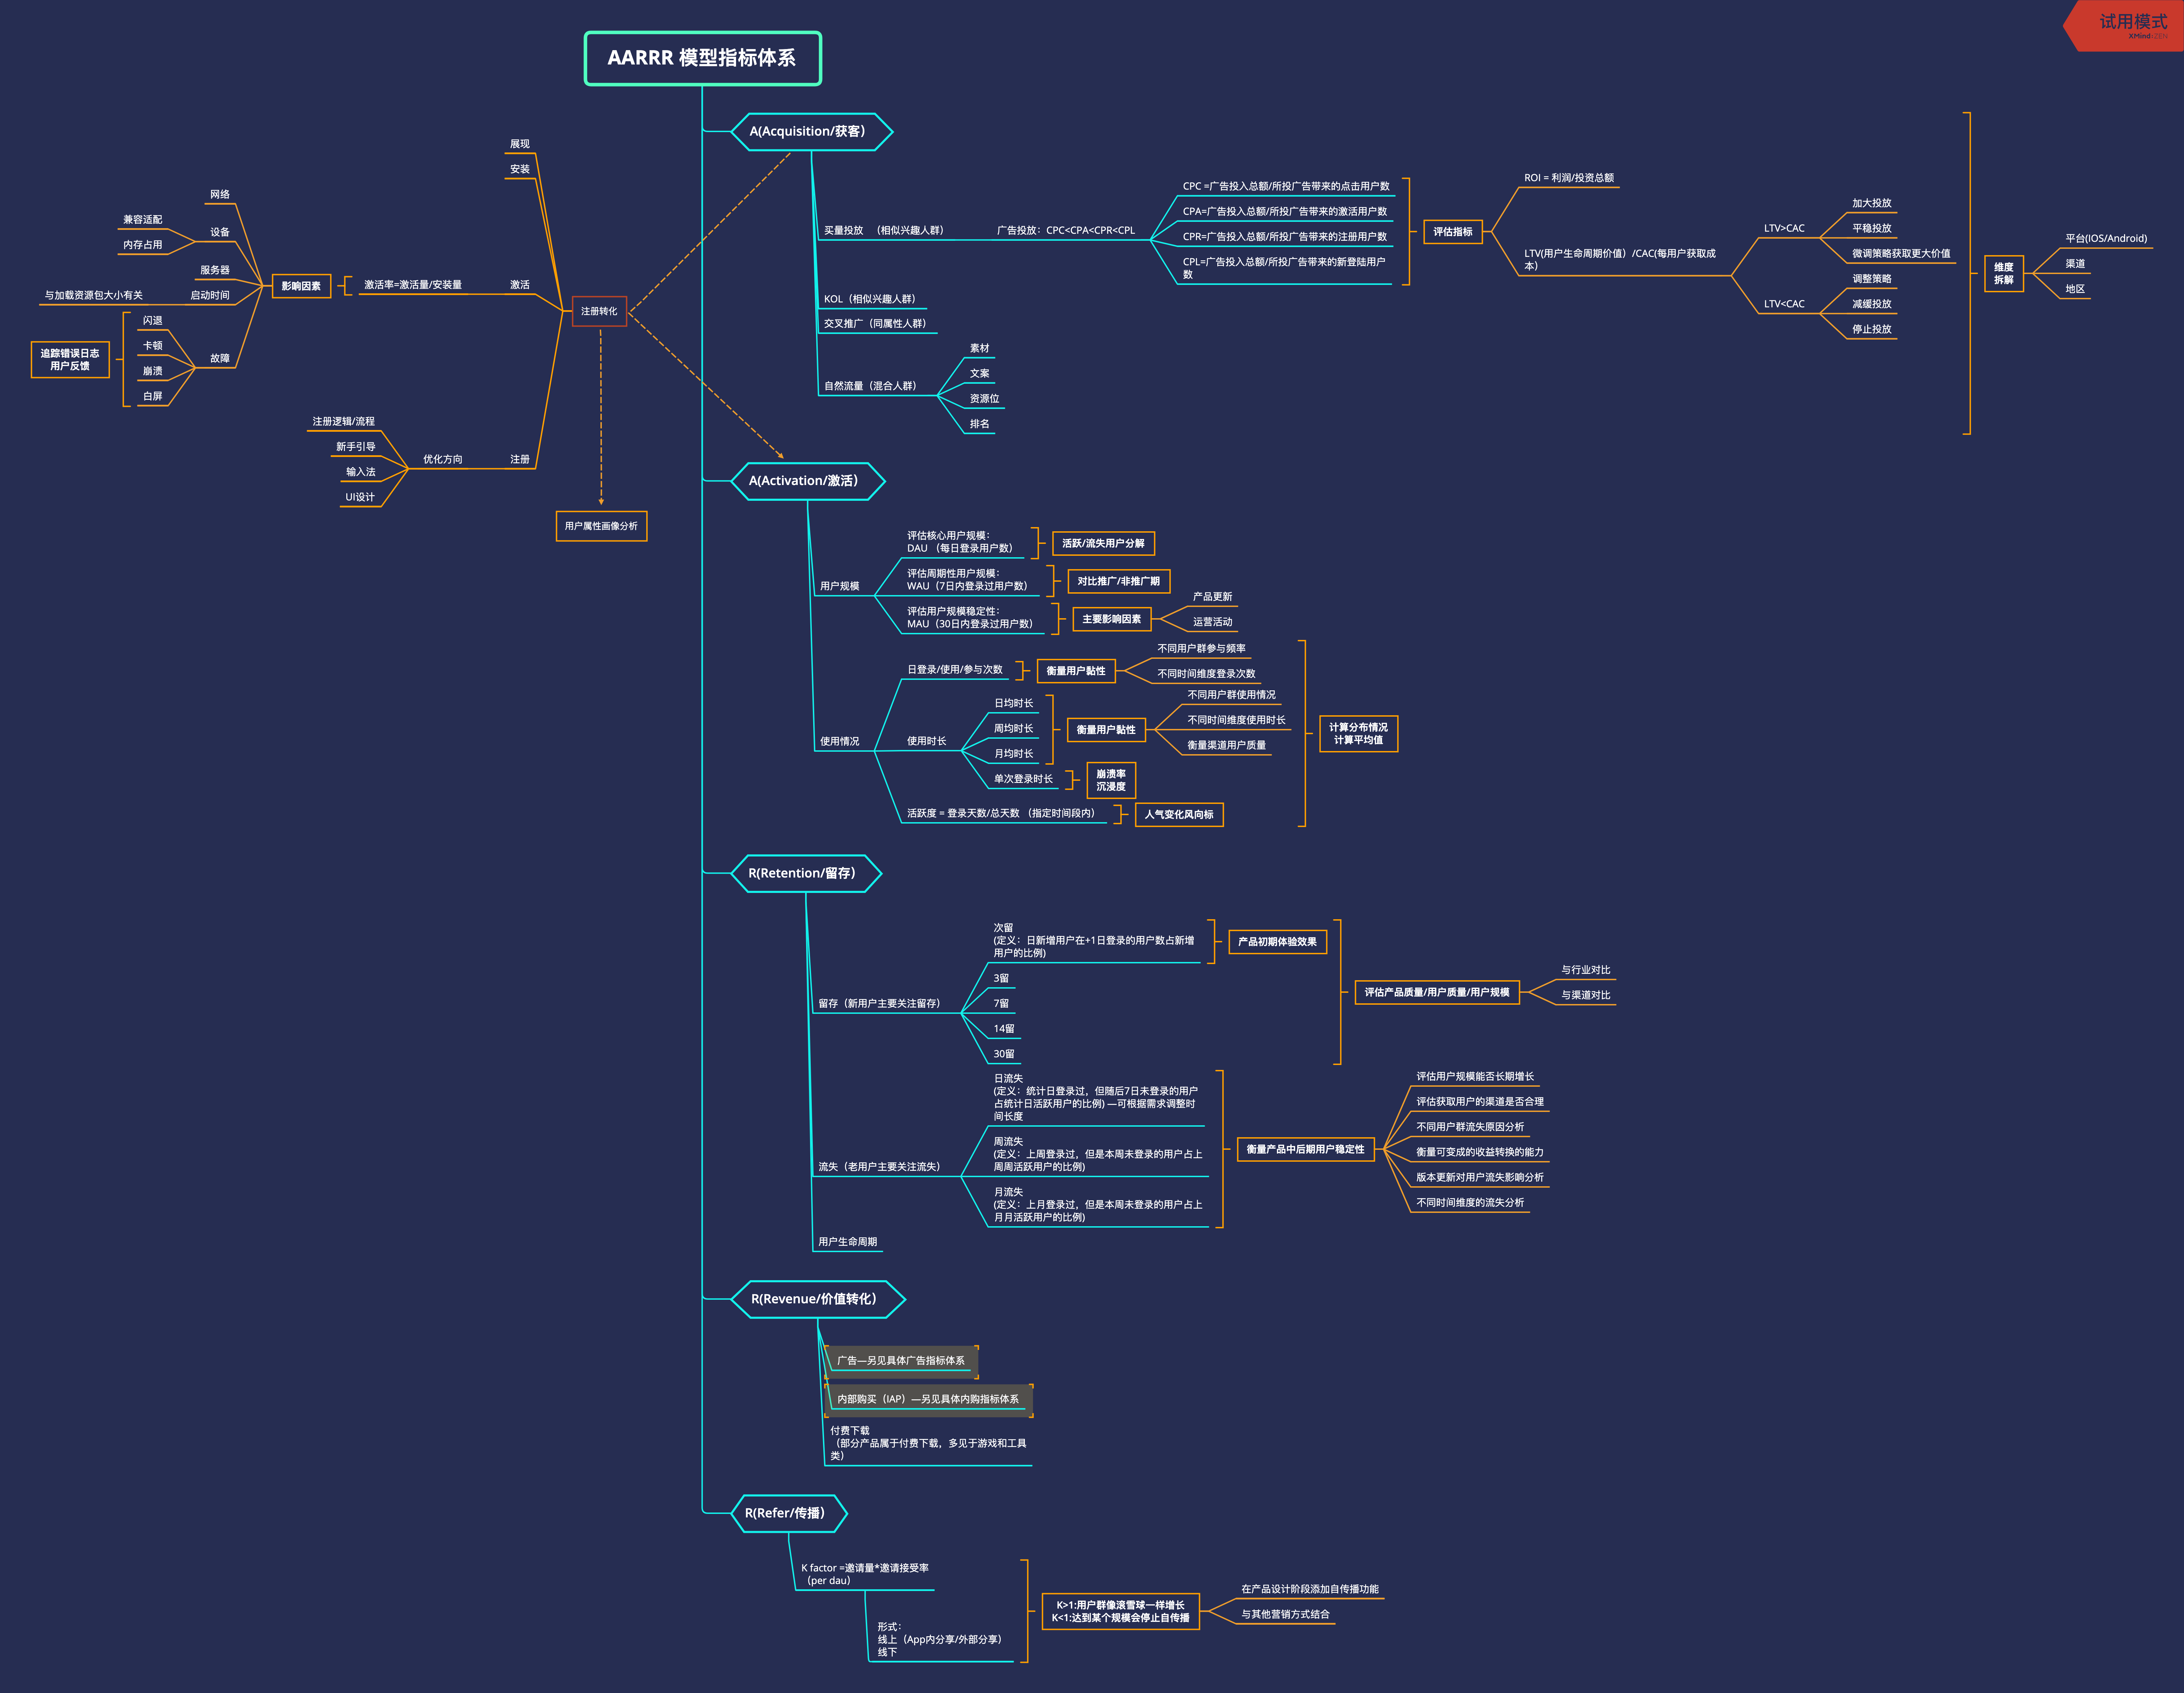 试用模式
XMind:ZEN
AARRR 模型指标体系
A(Acquisition/获客)
买量投放 （相似兴趣人群）
广告投放：CPC<CPA<CPR<CPL
CPC =广告投入总额/所投广告带来的点击用户数
CPA=广告投入总额/所投广告带来的激活用户数
CPR=广告投入总额/所投广告带来的注册用户数
CPL=广告投入总额/所投广告带来的新登陆用户
数
评估指标
ROI = 利润/投资总额
LTV(用户生命周期价值）/CAC(每用户获取成
本）
LTV>CAC
加大投放
平稳投放
微调策略获取更大价值
LTV<CAC
调整策略
减缓投放
停止投放
维度
拆解
平台(IOS/Android)
渠道
地区
KOL（相似兴趣人群）
交叉推广（同属性人群）
自然流量（混合人群）
素材
文案
资源位
排名
注册转化
展现
安装
激活
激活率=激活量/安装量
影响因素
网络
设备
兼容适配
内存占用
服务器
启动时间
与加载资源包大小有关
故障
闪退
卡顿
崩溃
白屏
追踪错误日志
用户反馈
注册
优化方向
注册逻辑/流程
新手引导
输入法
UI设计
用户属性画像分析
A(Activation/激活）
用户规模
评估核心用户规模：
DAU （每日登录用户数）
活跃/流失用户分解
评估周期性用户规模：
WAU（7日内登录过用户数）
对比推广/非推广期
评估用户规模稳定性：
MAU（30日内登录过用户数）
主要影响因素
产品更新
运营活动
使用情况
日登录/使用/参与次数
衡量用户黏性
不同用户群参与频率
不同时间维度登录次数
使用时长
日均时长
周均时长
月均时长
衡量用户黏性
不同用户群使用情况
不同时间维度使用时长
衡量渠道用户质量
单次登录时长
崩溃率
沉浸度
活跃度 = 登录天数/总天数 （指定时间段内）
人气变化风向标
计算分布情况
计算平均值
R(Retention/留存）
留存（新用户主要关注留存）
次留
(定义：日新增用户在+1日登录的用户数占新增
用户的比例)
产品初期体验效果
3留
7留
14留
30留
评估产品质量/用户质量/用户规模
与行业对比
与渠道对比
流失（老用户主要关注流失）
日流失
(定义：统计日登录过，但随后7日未登录的用户
占统计日活跃用户的比例) —可根据需求调整时
间长度
周流失
(定义：上周登录过，但是本周未登录的用户占上
周周活跃用户的比例)
月流失
(定义：上月登录过，但是本周未登录的用户占上
月月活跃用户的比例)
衡量产品中后期用户稳定性
评估用户规模能否长期增长
评估获取用户的渠道是否合理
不同用户群流失原因分析
衡量可变成的收益转换的能力
版本更新对用户流失影响分析
不同时间维度的流失分析
用户生命周期
R(Revenue/价值转化）
广告—另见具体广告指标体系
内部购买（IAP）—另见具体内购指标体系
付费下载
（部分产品属于付费下载，多见于游戏和工具
类）
R(Refer/传播）
K factor =邀请量*邀请接受率
（per dau）
形式：
线上（App内分享/外部分享）
线下
K>1:用户群像滚雪球一样增长
K<1:达到某个规模会停止自传播
在产品设计阶段添加自传播功能
与其他营销方式结合